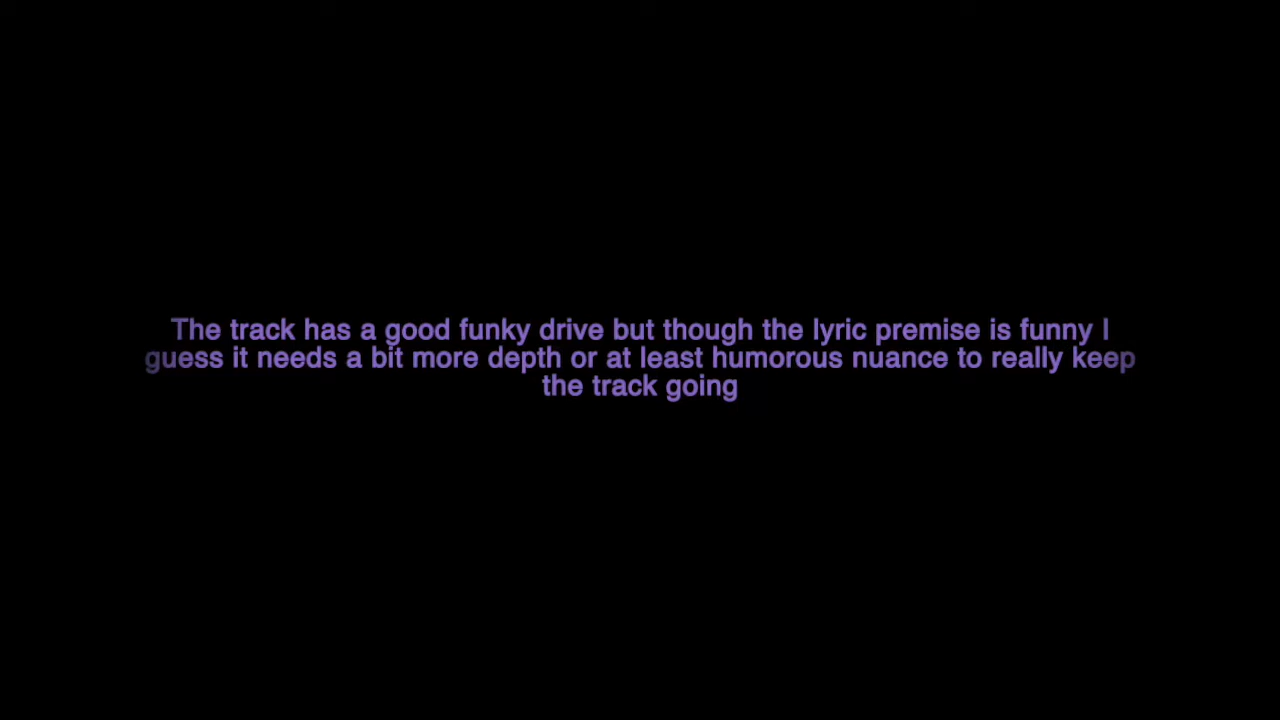 The track has a good funky drive but though the lyric premise is funny I
guess it needs a bit more depth or at least humorous nuance to really keep
the track going